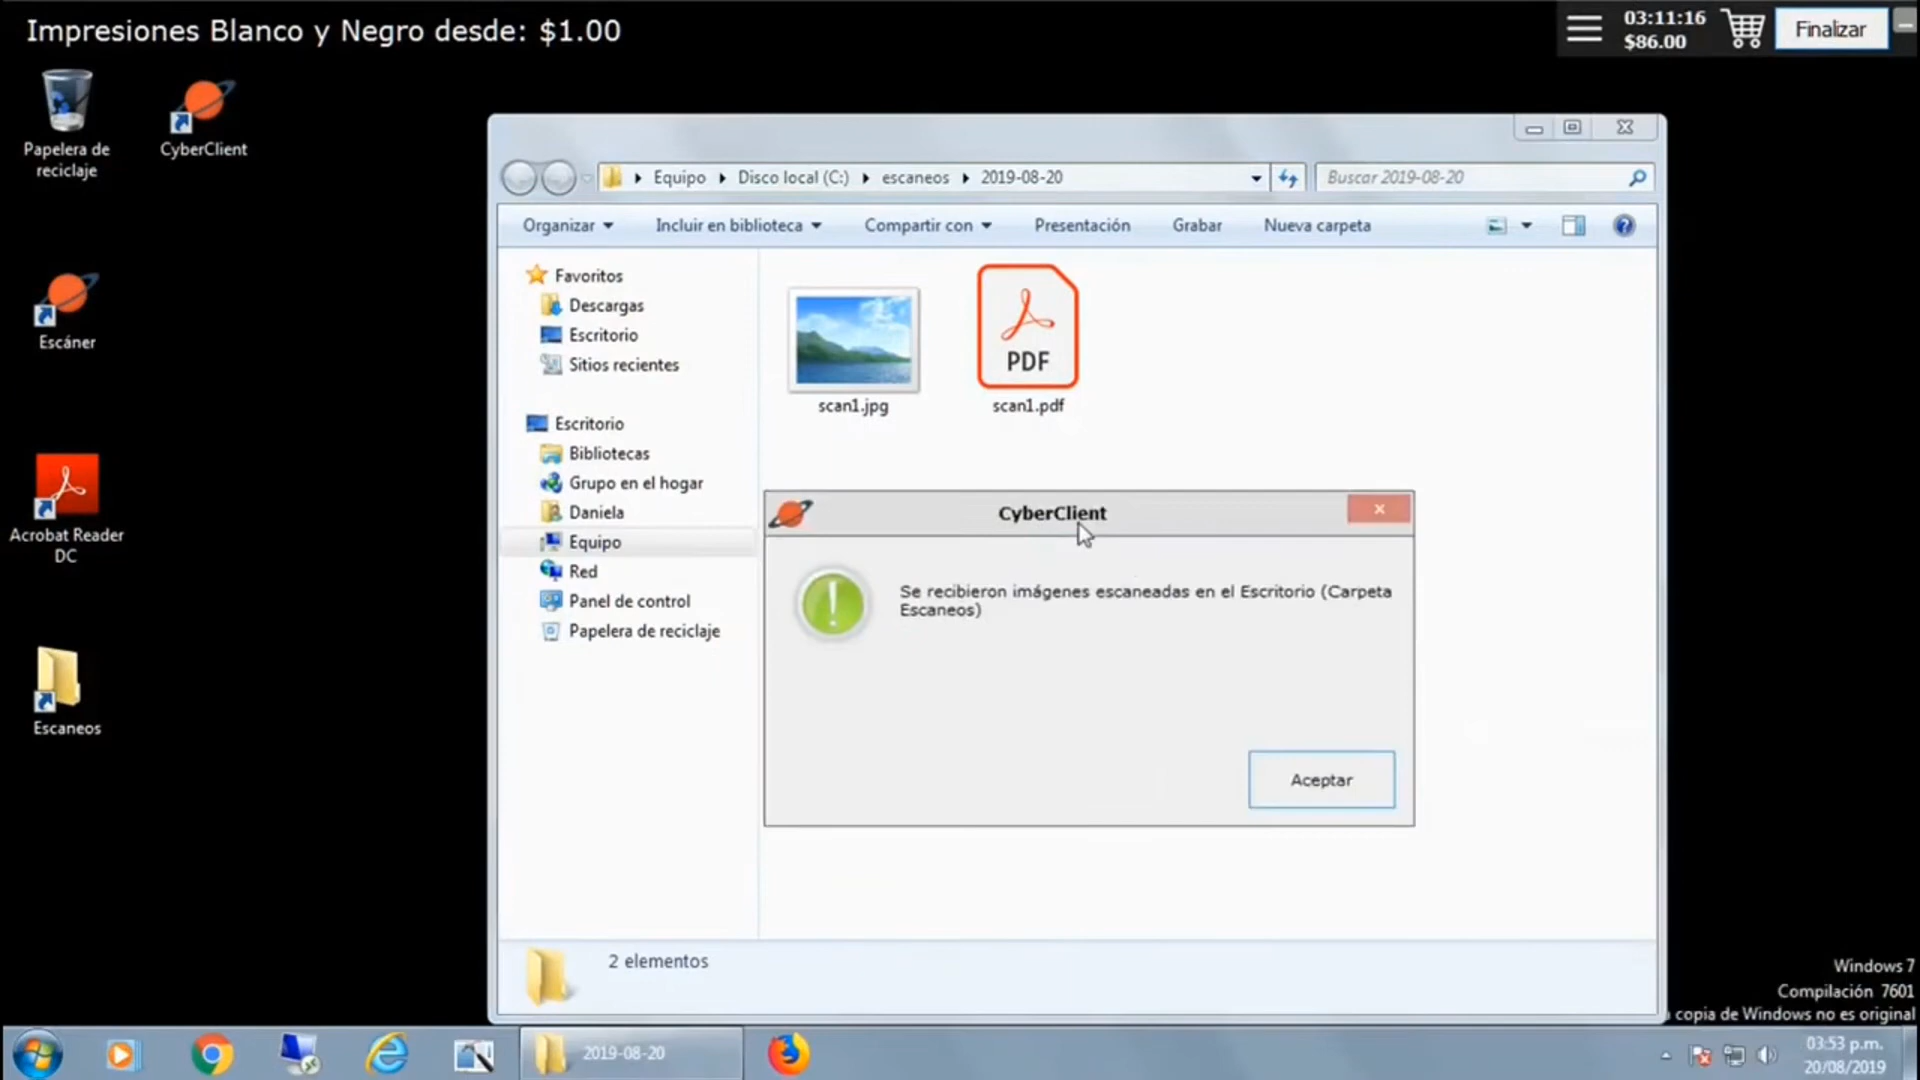 Impresiones Blanco y Negro desde: $1.00
03:11:16
$86.00
Finalizar
Papelera de
reciclaje
CyberClient
Escáner
Acrobat Reader
DC
Escaneos
Equipo
Disco local (C:)
escaneos
2019-08-20
Buscar 2019-08-20
Organizar
Incluir en biblioteca
Compartir con
Presentación
Grabar
Nueva carpeta
Favoritos
Descargas
Escritorio
Sitios recientes
Escritorio
Bibliotecas
Grupo en el hogar
Daniela
Equipo
Red
Panel de control
Papelera de reciclaje
PDF
scan1.jpg
scan1.pdf
CyberClient
Se recibieron imágenes escaneadas en el Escritorio (Carpeta
Escaneos)
Aceptar
2 elementos
Windows 7
Compilación 7601
copia de Windows no es original
2019-08-20
03:53 p.m.
20/08/2019